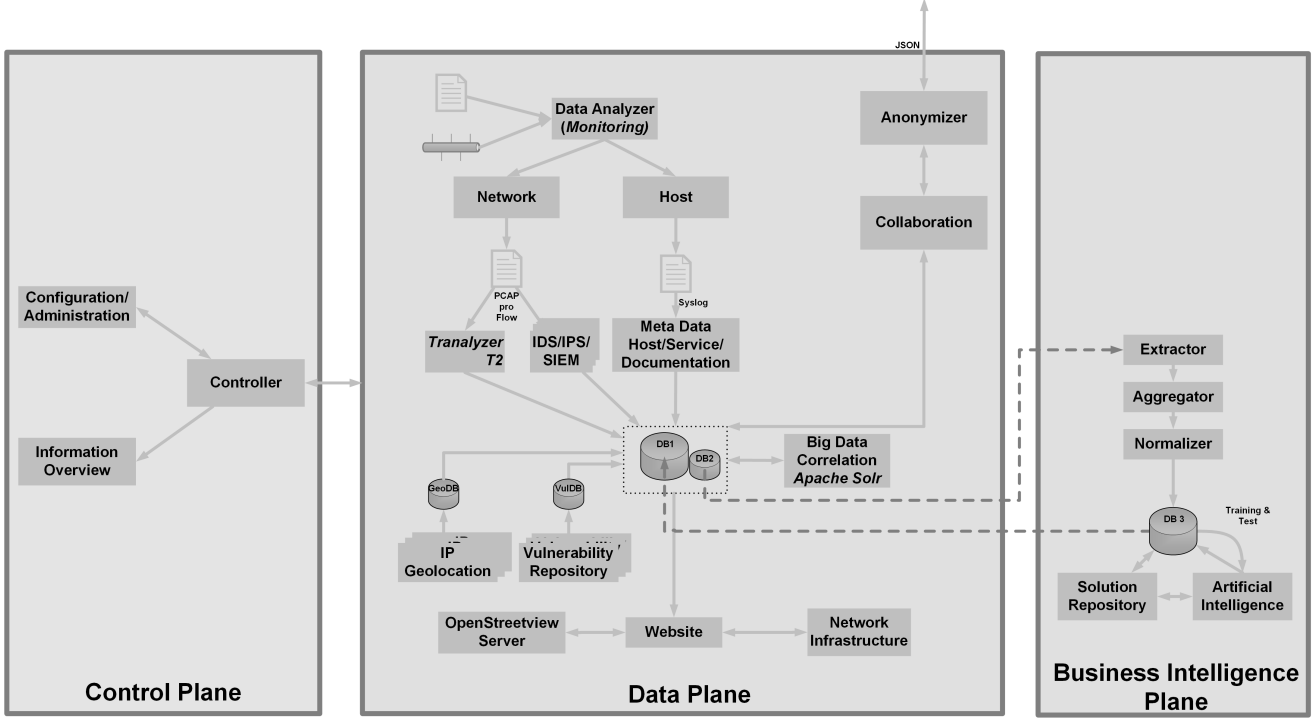 JSON
Data Analyzer
(Monitoring)
Anonymizer
Network
Host
Collaboration
PCAP
pro
Flow
Syslog
Configuration/
Administration
Tranalyzer
T2
IDS/IPS/
SIEM
Meta Data
Host/Service/
Documentation
Extractor
Controller
Aggregator
Information
Overview
DB1
DB2
Big Data
Correlation
Apache Solr
Normalizer
GeoDB
VulDB
DB 3
Training &
Test
IP
Geolocation
Vulnerability
Repository
Solution
Repository
Artificial
Intelligence
OpenStreetview
Server
Website
Network
Infrastructure
Control Plane
Data Plane
Business Intelligence
Plane